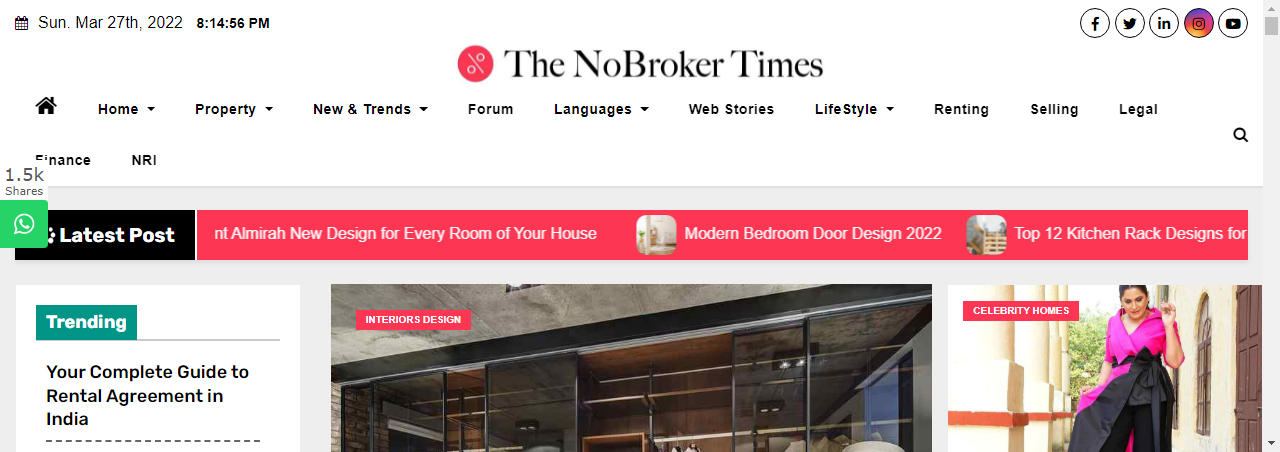 Sun. Mar 27th, 2022 8:14:56 PM
The NoBroker Times
Home Property New & Trends Forum Languages Web Stories LifeStyle Renting Selling Legal
Finance NRI
1.5k
Shares
Latest Post nt Almirah New Design for Every Room of Your House Modern Bedroom Door Design 2022 Top 12 Kitchen Rack Designs for
Trending
Your Complete Guide to
Rental Agreement in
India
INTERIORS DESIGN
CELEBRITY HOMES